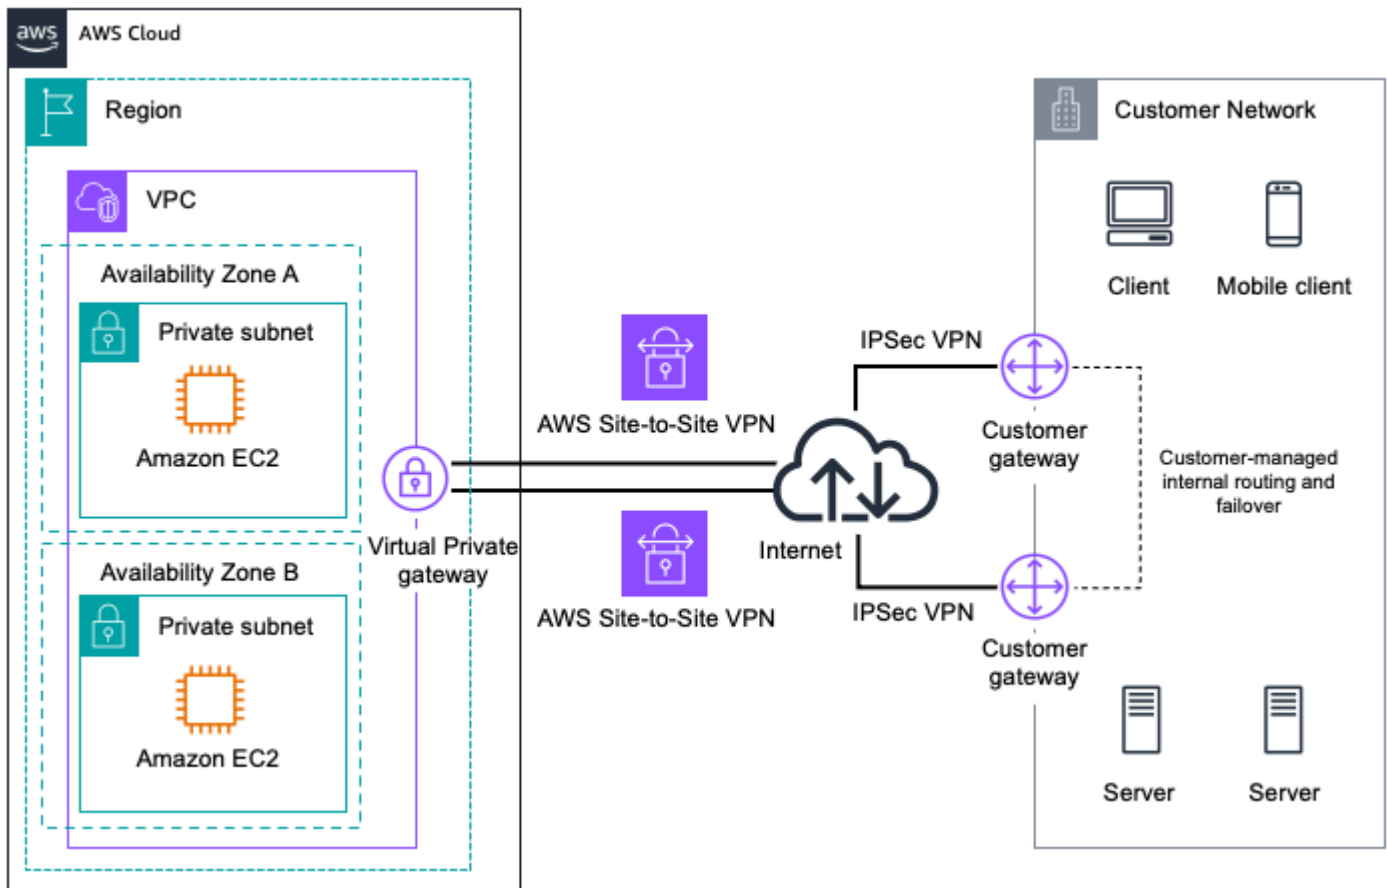 aws
AWS Cloud
Region
VPC
Availability Zone A
Private subnet
Amazon EC2
Availability Zone B
Private subnet
Amazon EC2
Virtual Private
gateway
AWS Site-to-Site VPN
AWS Site-to-Site VPN
Internet
IPSec VPN
IPSec VPN
Customer Network
Client
Mobile client
Customer
gateway
Customer-managed
internal routing and
failover
Customer
gateway
Server
Server